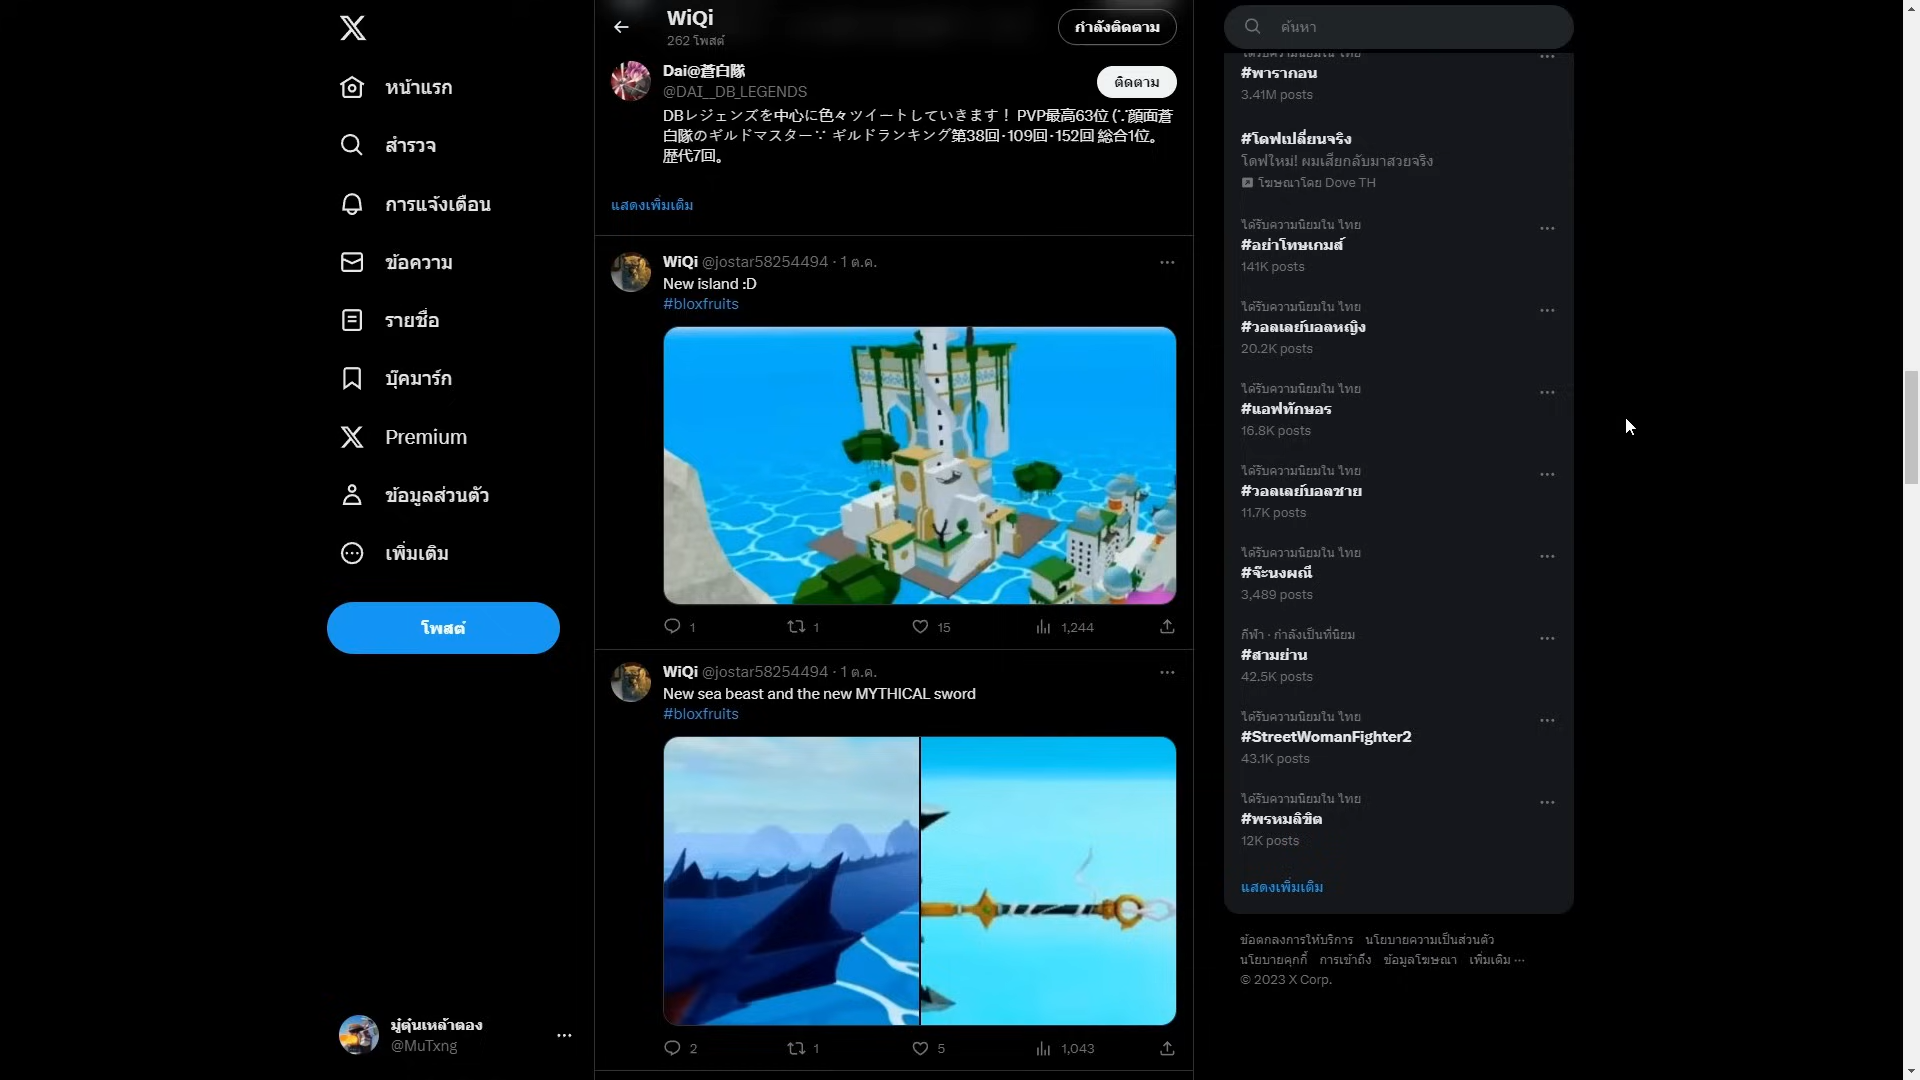 หน้าแรก
สำรวจ
การแจ้งเตือน
ข้อความ
รายชื่อ
บุ๊คมาร์ก
Premium
ข้อมูลส่วนตัว
เพิ่มเติม
โพสต์
มู๋ตุ๋นเหล้าตอง
@MuTxng
WiQi
262 โพสต์
กำลังติดตาม
Dai@蒼白隊
@DAI__DB_LEGENDS
ติดตาม
DBレジェンズを中心に色々ツイートしていきます！ PVP最高63位 (∵顔面蒼
白隊のギルドマスター∵ ギルドランキング第38回･109回･152回 総合1位。
歴代7回。
แสดงเพิ่มเติม
WiQi @jostar58254494 · 1 ต.ค.
New island :D
#bloxfruits
1 1 15 1,244
WiQi @jostar58254494 · 1 ต.ค.
New sea beast and the new MYTHICAL sword
#bloxfruits
2 1 5 1,043
ค้นหา
ได้รับความนิยมใน ไทย
#พารากอน
3.41M posts
#โดฟเปลี่ยนจริง
โดฟใหม่! ผมเสียกลับมาสวยจริง
โฆษณาโดย Dove TH
ได้รับความนิยมใน ไทย
#อย่าโทษเกมส์
141K posts
ได้รับความนิยมใน ไทย
#วอลเลย์บอลหญิง
20.2K posts
ได้รับความนิยมใน ไทย
#แอฟทักษอร
16.8K posts
ได้รับความนิยมใน ไทย
#วอลเลย์บอลชาย
11.7K posts
ได้รับความนิยมใน ไทย
#จ๊ะนงผณี
3,489 posts
กีฬา · กำลังเป็นที่นิยม
#สามย่าน
42.5K posts
ได้รับความนิยมใน ไทย
#StreetWomanFighter2
43.1K posts
ได้รับความนิยมใน ไทย
#พรหมลิขิต
12K posts
แสดงเพิ่มเติม
ข้อตกลงการให้บริการ นโยบายความเป็นส่วนตัว
นโยบายคุกกี้ การเข้าถึง ข้อมูลโฆษณา เพิ่มเติม ···
© 2023 X Corp.